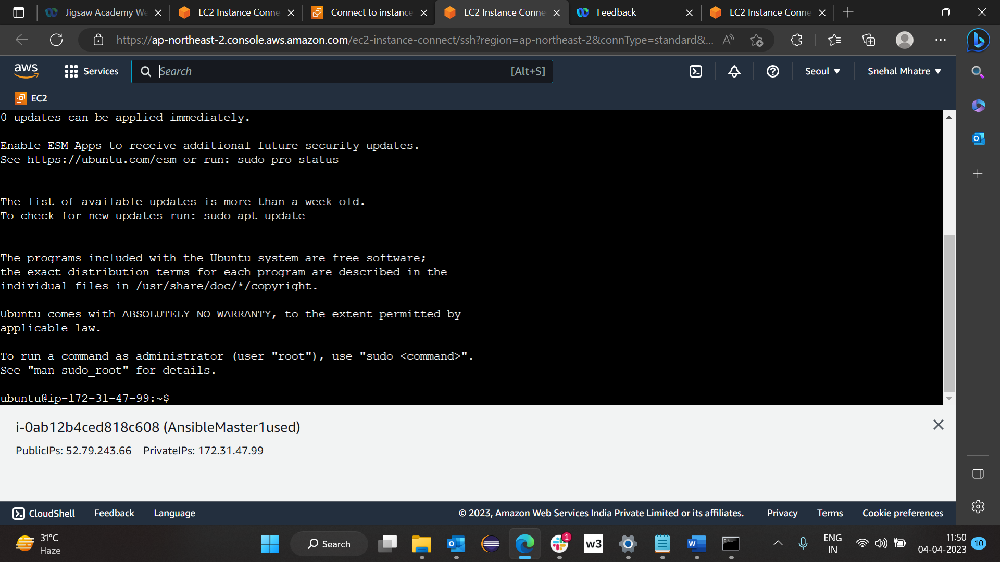 Jigsaw Academy We
EC2 Instance Conne
Connect to instance
EC2 Instance Conne
Feedback
EC2 Instance Conne
https://ap-northeast-2.console.aws.amazon.com/ec2-instance-connect/ssh?region=ap-northeast-2&connType=standard&...
aws
Services
Search
[Alt+S]
Seoul
Snehal Mhatre
EC2
0 updates can be applied immediately.
Enable ESM Apps to receive additional future security updates.
See https://ubuntu.com/esm or run: sudo pro status
The list of available updates is more than a week old.
To check for new updates run: sudo apt update
The programs included with the Ubuntu system are free software;
the exact distribution terms for each program are described in the
individual files in /usr/share/doc/*/copyright.
Ubuntu comes with ABSOLUTELY NO WARRANTY, to the extent permitted by
applicable law.
To run a command as administrator (user "root"), use "sudo <command>".
See "man sudo_root" for details.
ubuntu@ip-172-31-47-99:~$
i-0ab12b4ced818c608 (AnsibleMaster1used)
PublicIPs: 52.79.243.66 PrivateIPs: 172.31.47.99
CloudShell
Feedback
Language
© 2023, Amazon Web Services India Private Limited or its affiliates.
Privacy
Terms
Cookie preferences
31°C
Haze
Search
1
w3
ENG
IN
11:50
04-04-2023
10